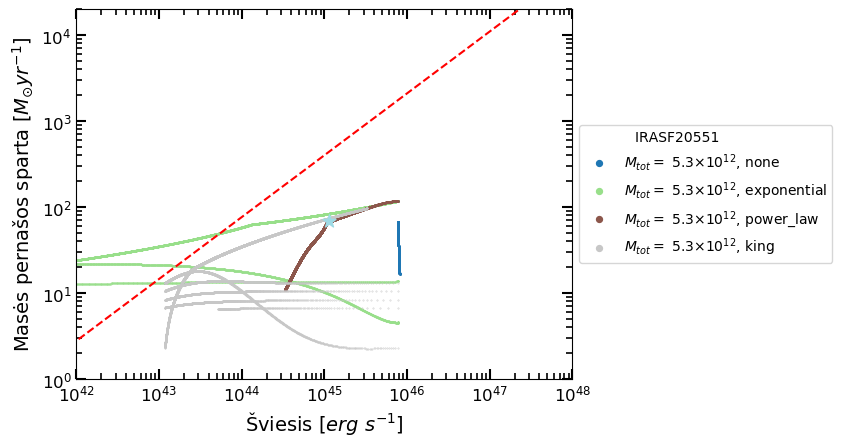 10⁴
10³
10²
10¹
10⁰
Masės pernašos sparta [M⊙yr⁻¹]
10⁴² 10⁴³ 10⁴⁴ 10⁴⁵ 10⁴⁶ 10⁴⁷ 10⁴⁸
Šviesis [erg s⁻¹]
IRASF20551
M_tot = 5.3×10¹², none
M_tot = 5.3×10¹², exponential
M_tot = 5.3×10¹², power_law
M_tot = 5.3×10¹², king